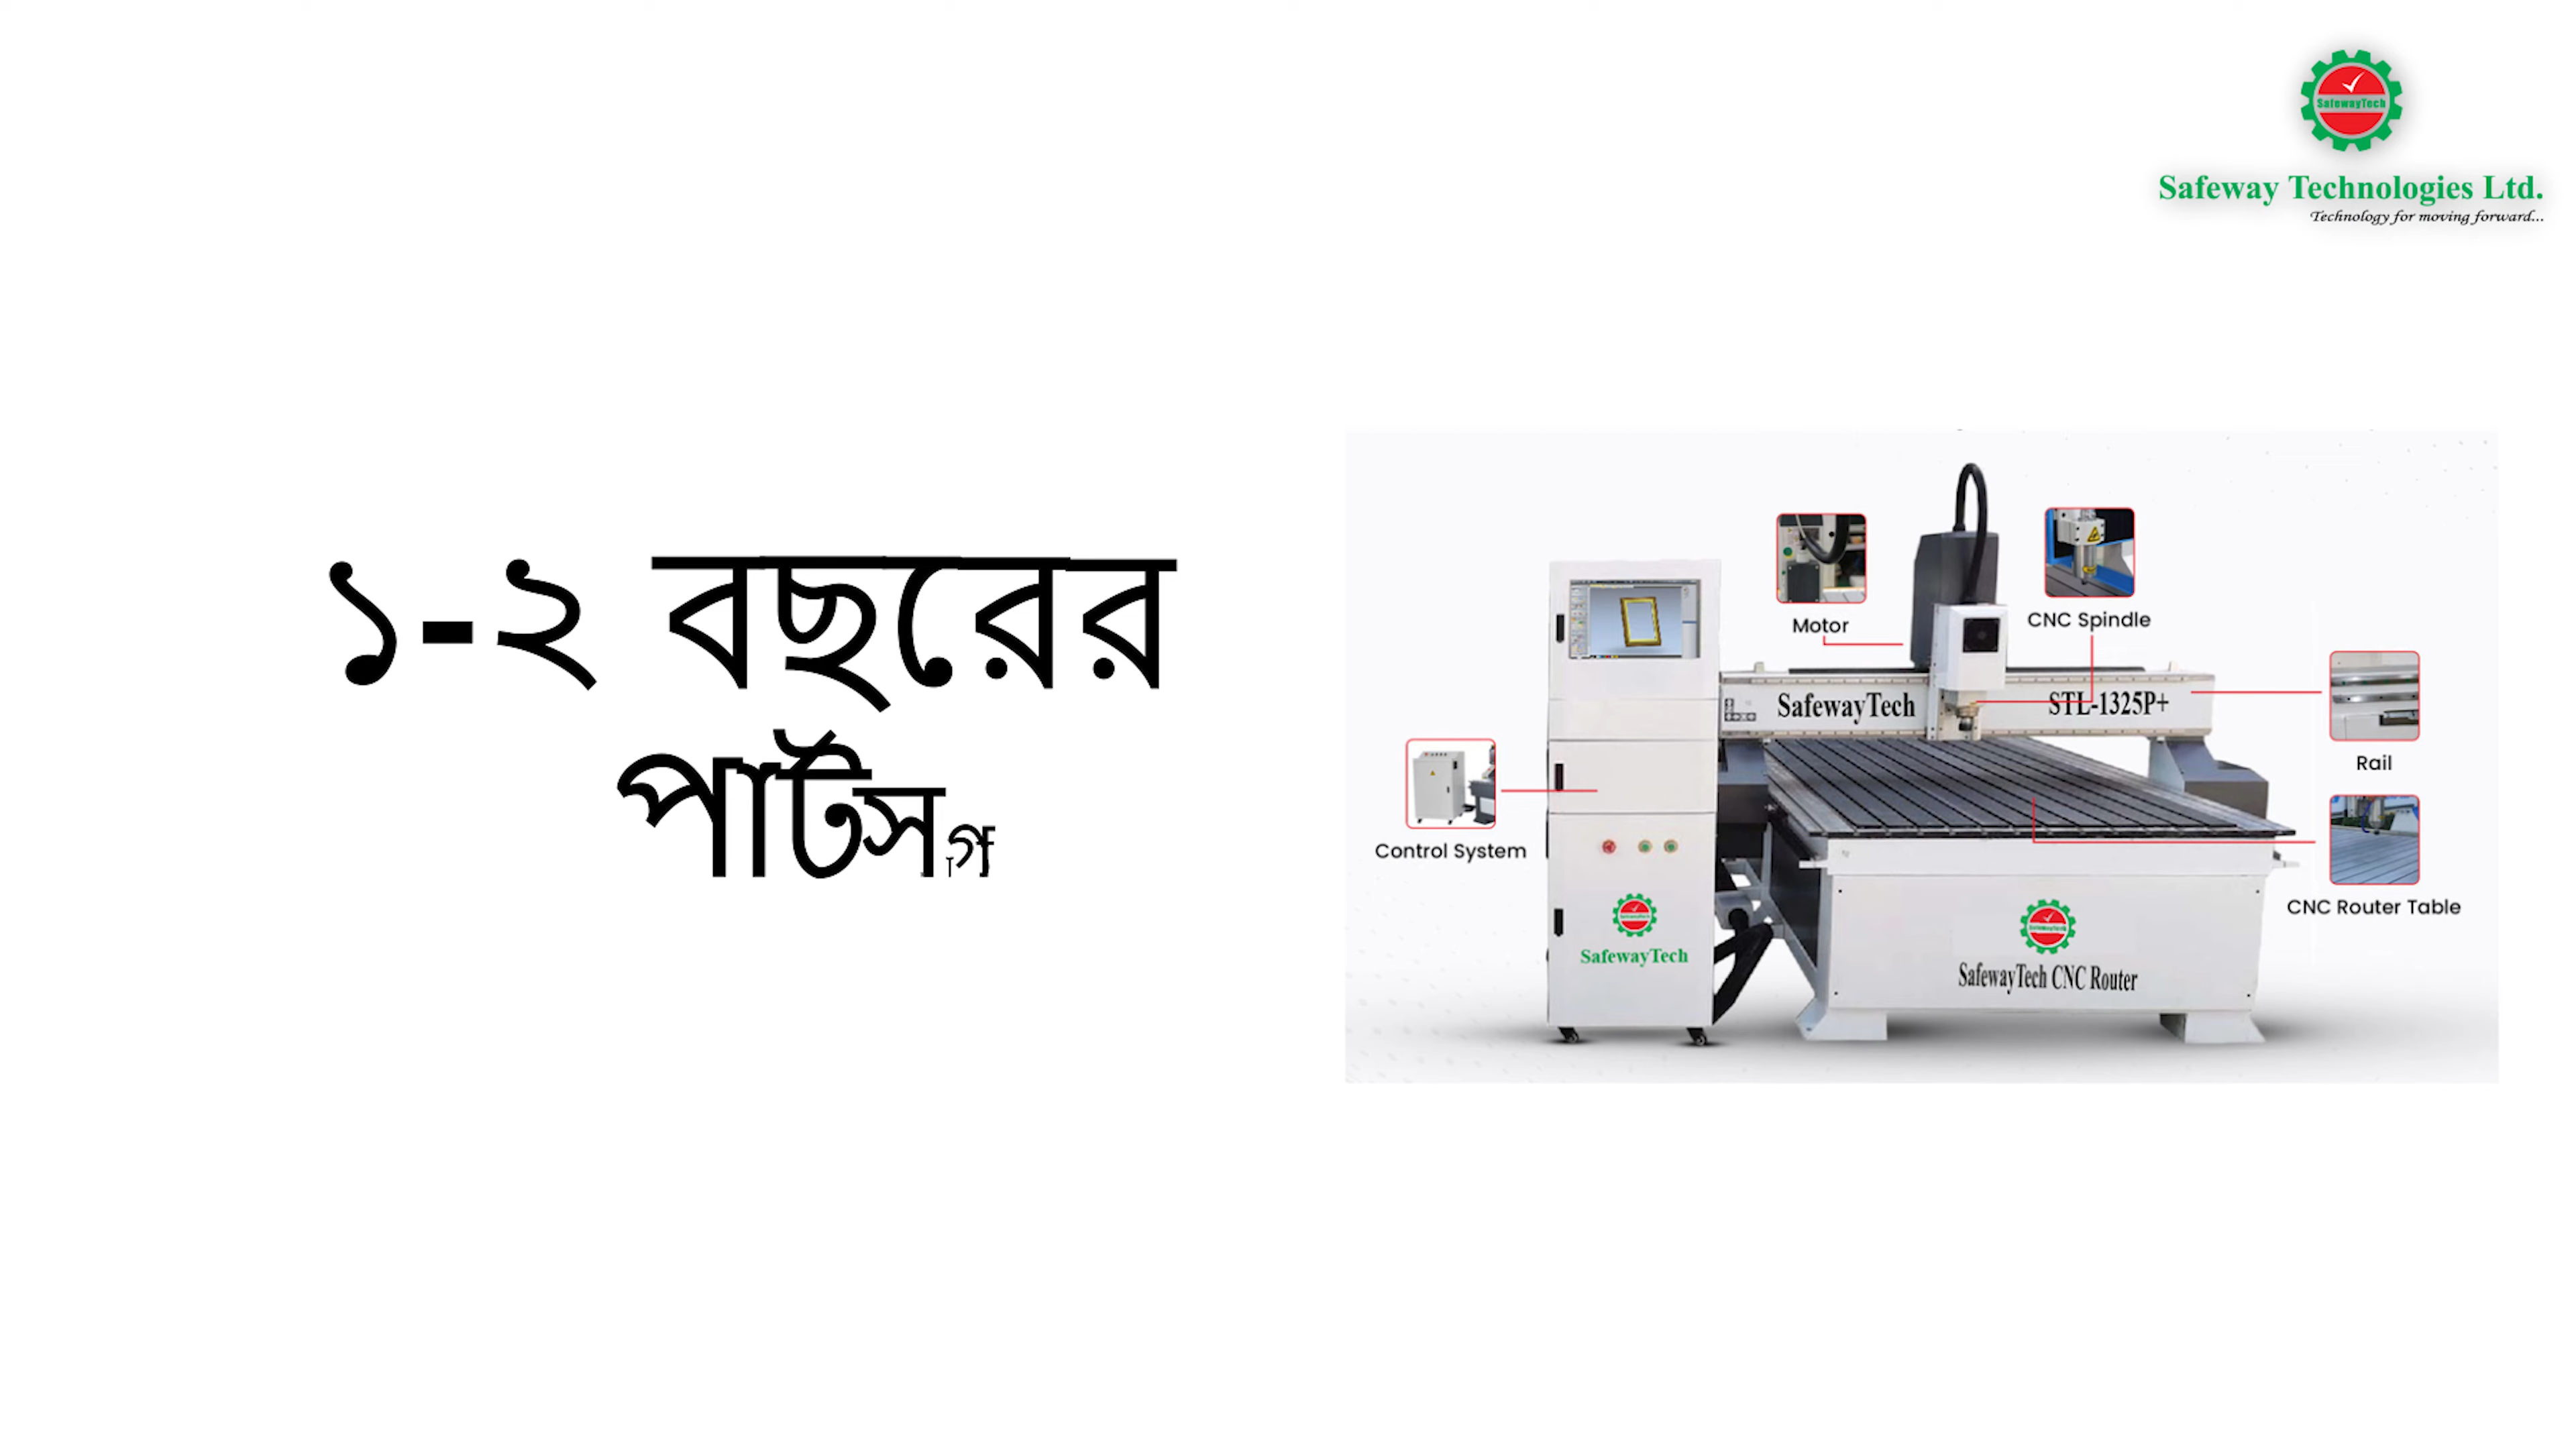 SafewayTech
Safeway Technologies Ltd.
Technology for moving forward...
১-২ বছরের
পার্টস
Motor
CNC Spindle
SafewayTech
STL-1325P+
Rail
Control System
CNC Router Table
SafewayTech
SafewayTech CNC Router